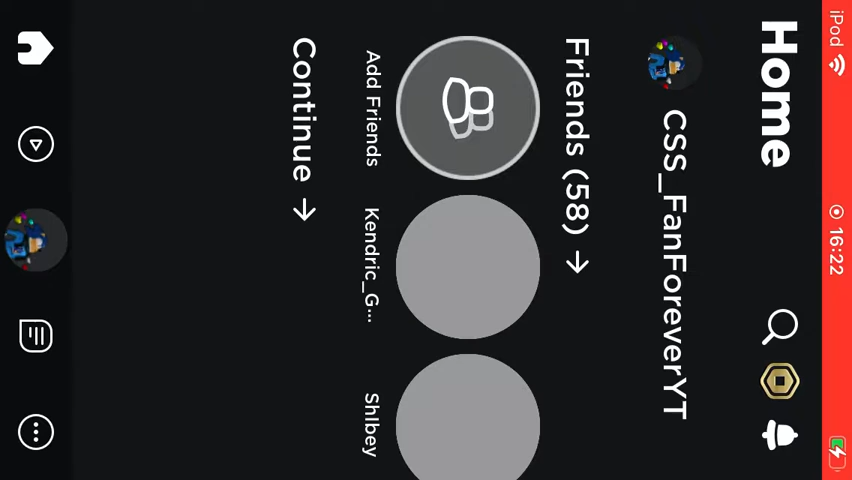 iPod 16:22
Home
CSS_FanForeverYT
Friends (58) →
Add Friends Kendric_G... Shlbey
Continue →